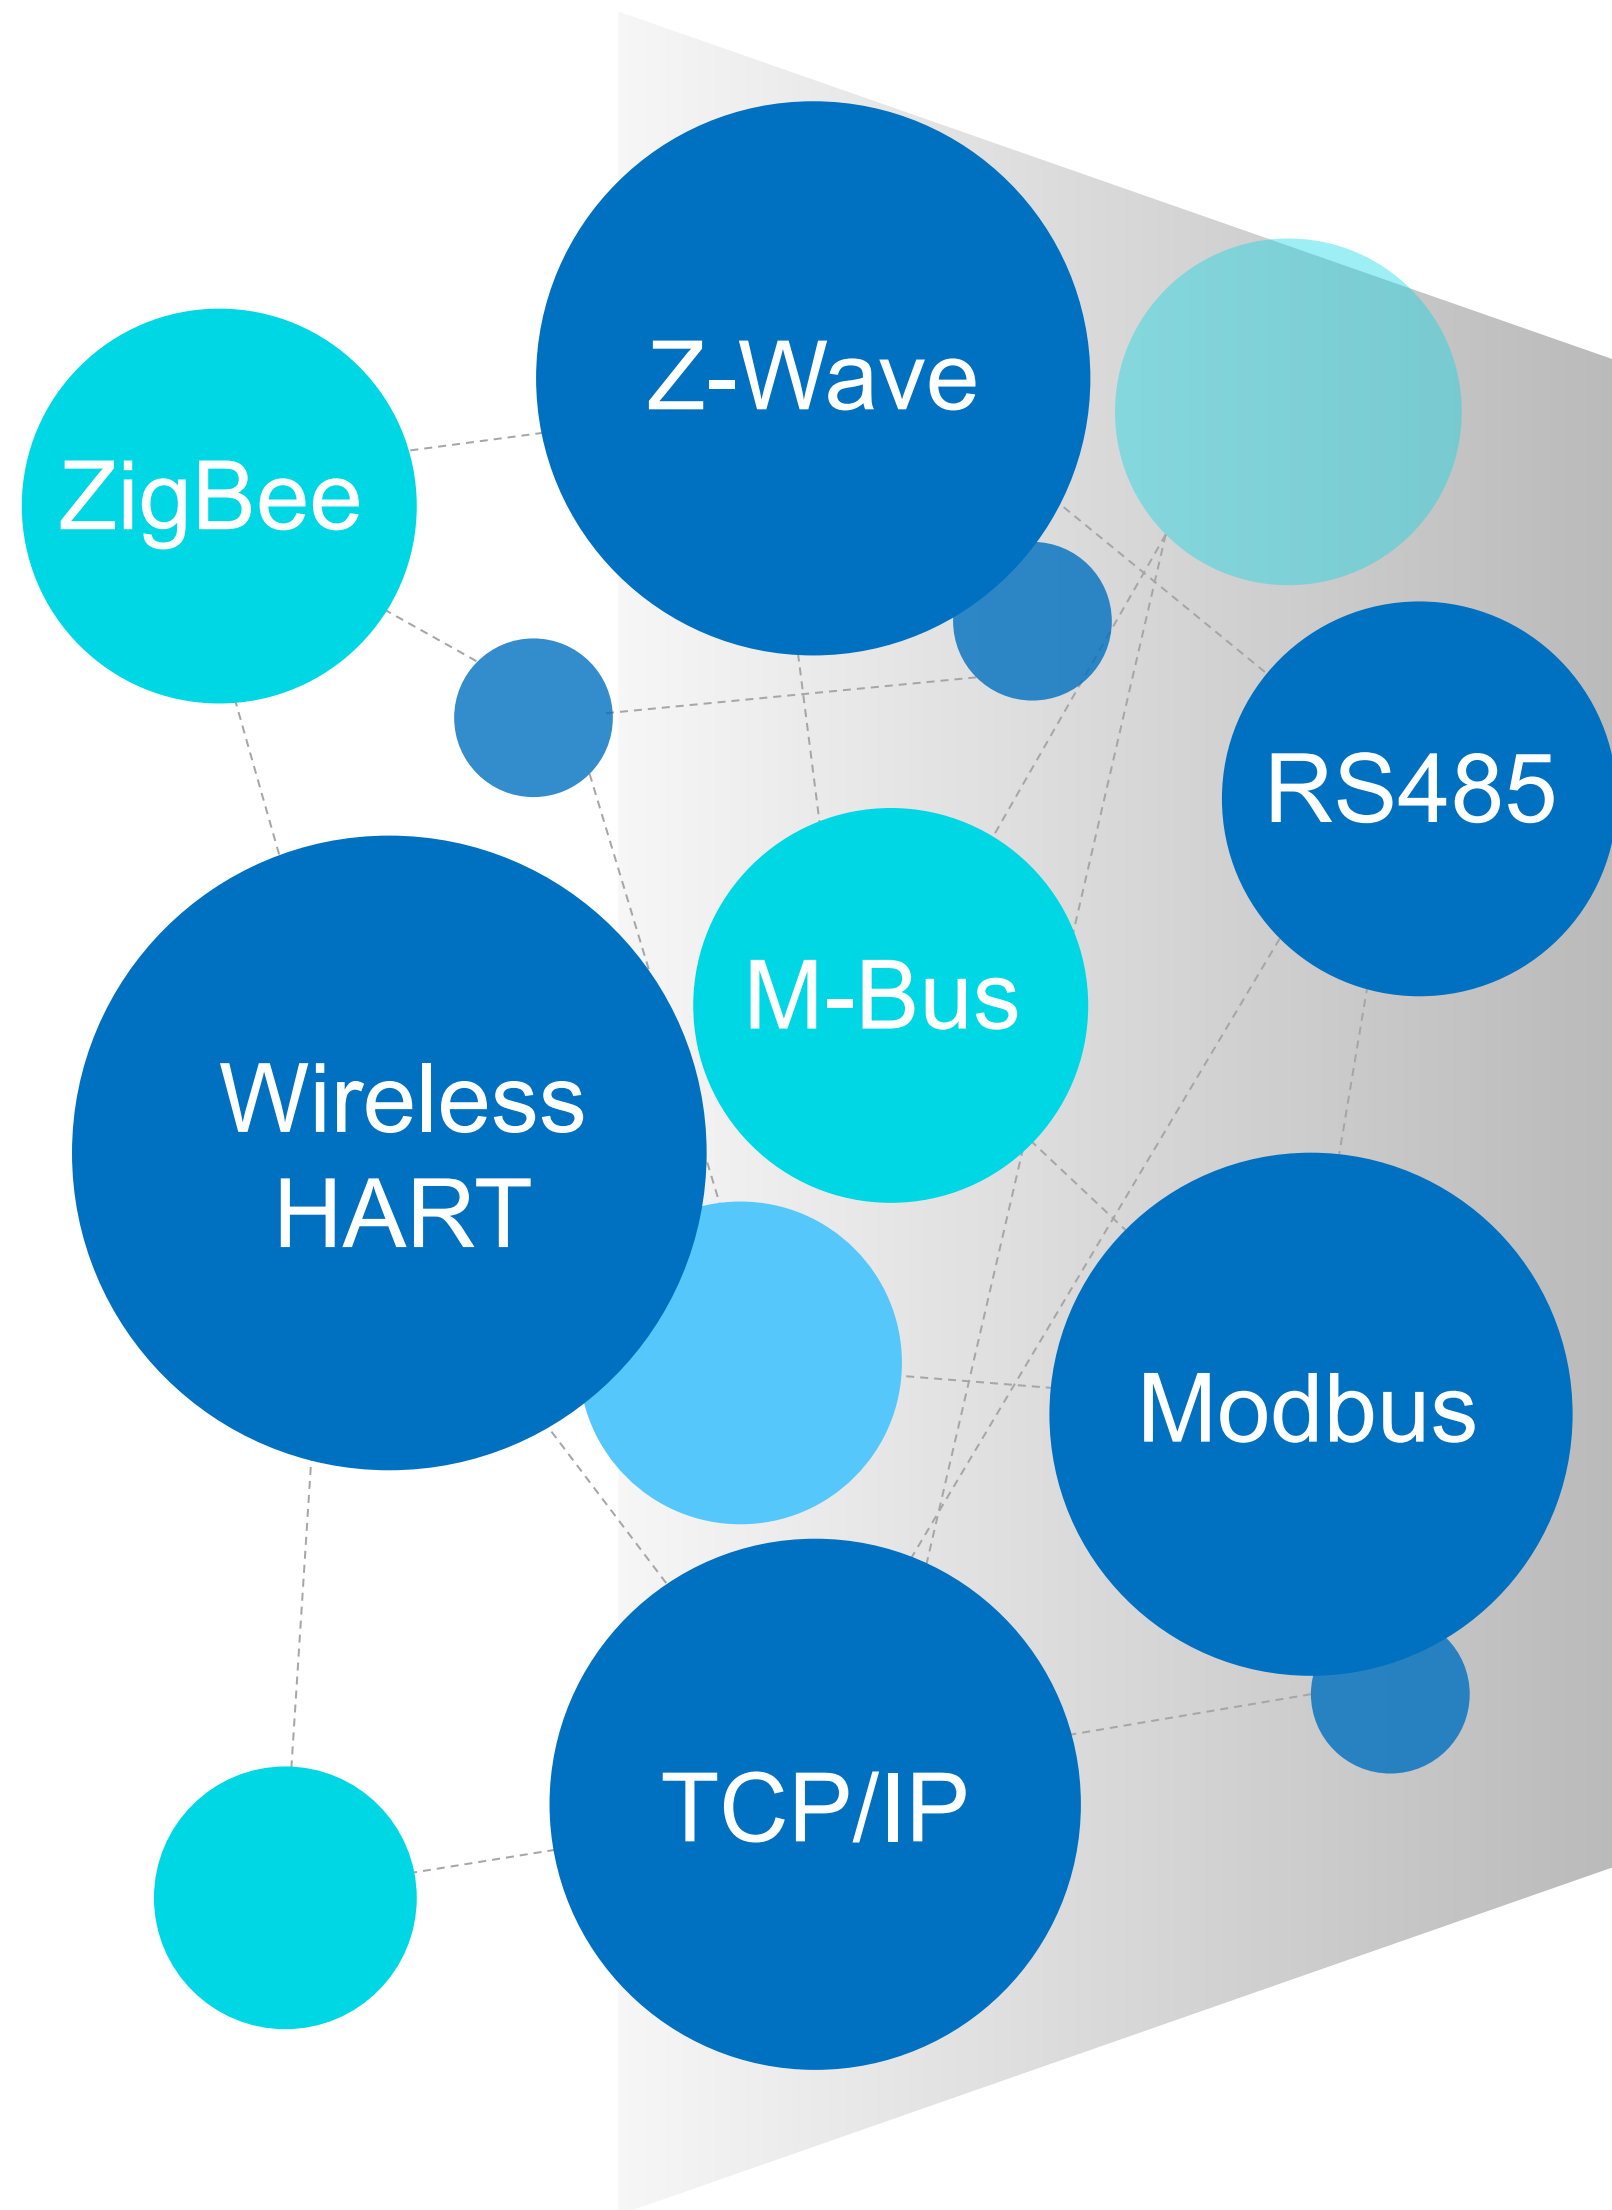 Z-Wave
ZigBee
RS485
M-Bus
Wireless
HART
Modbus
TCP/IP